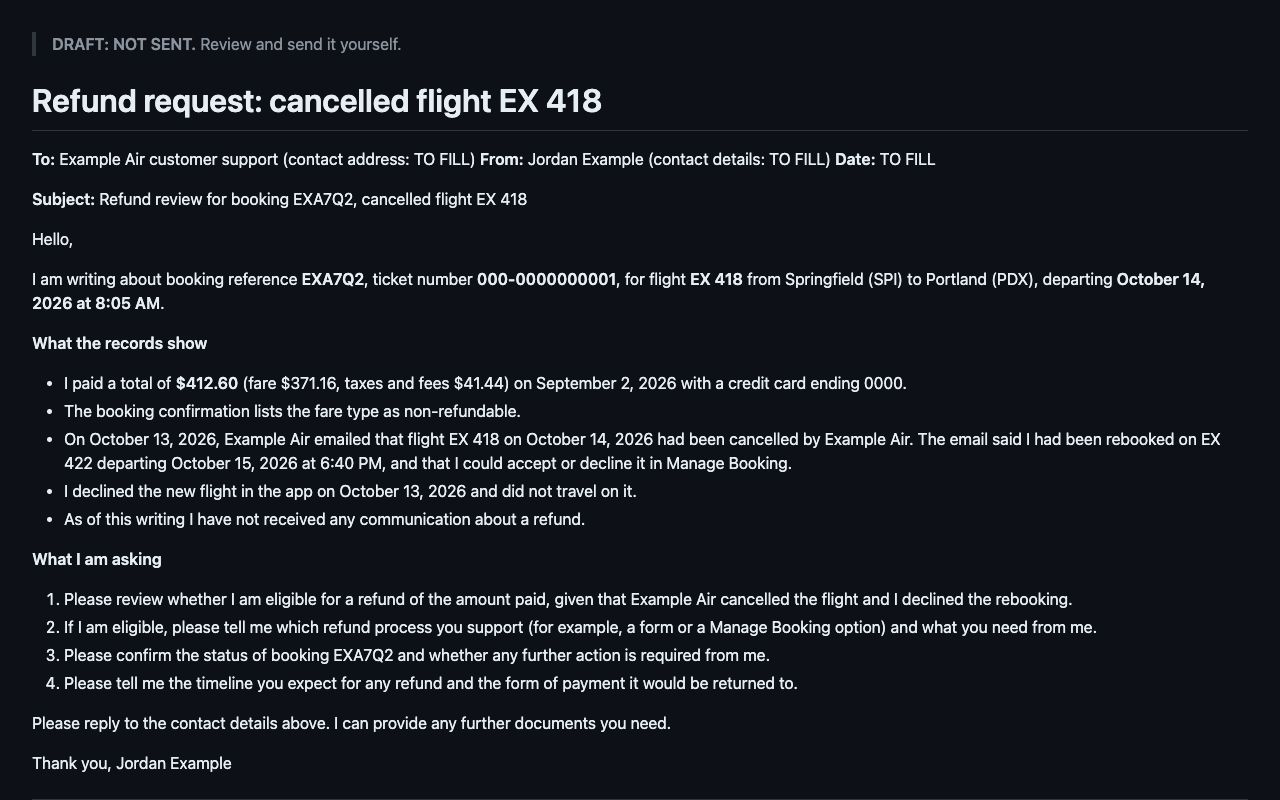 DRAFT: NOT SENT. Review and send it yourself.
Refund request: cancelled flight EX 418
To: Example Air customer support (contact address: TO FILL) From: Jordan Example (contact details: TO FILL) Date: TO FILL
Subject: Refund review for booking EXA7Q2, cancelled flight EX 418
Hello,
I am writing about booking reference EXA7Q2, ticket number 000-0000000001, for flight EX 418 from Springfield (SPI) to Portland (PDX), departing October 14,
2026 at 8:05 AM.
What the records show
• I paid a total of $412.60 (fare $371.16, taxes and fees $41.44) on September 2, 2026 with a credit card ending 0000.
• The booking confirmation lists the fare type as non-refundable.
• On October 13, 2026, Example Air emailed that flight EX 418 on October 14, 2026 had been cancelled by Example Air. The email said I had been rebooked on EX
422 departing October 15, 2026 at 6:40 PM, and that I could accept or decline it in Manage Booking.
• I declined the new flight in the app on October 13, 2026 and did not travel on it.
• As of this writing I have not received any communication about a refund.
What I am asking
1. Please review whether I am eligible for a refund of the amount paid, given that Example Air cancelled the flight and I declined the rebooking.
2. If I am eligible, please tell me which refund process you support (for example, a form or a Manage Booking option) and what you need from me.
3. Please confirm the status of booking EXA7Q2 and whether any further action is required from me.
4. Please tell me the timeline you expect for any refund and the form of payment it would be returned to.
Please reply to the contact details above. I can provide any further documents you need.
Thank you, Jordan Example